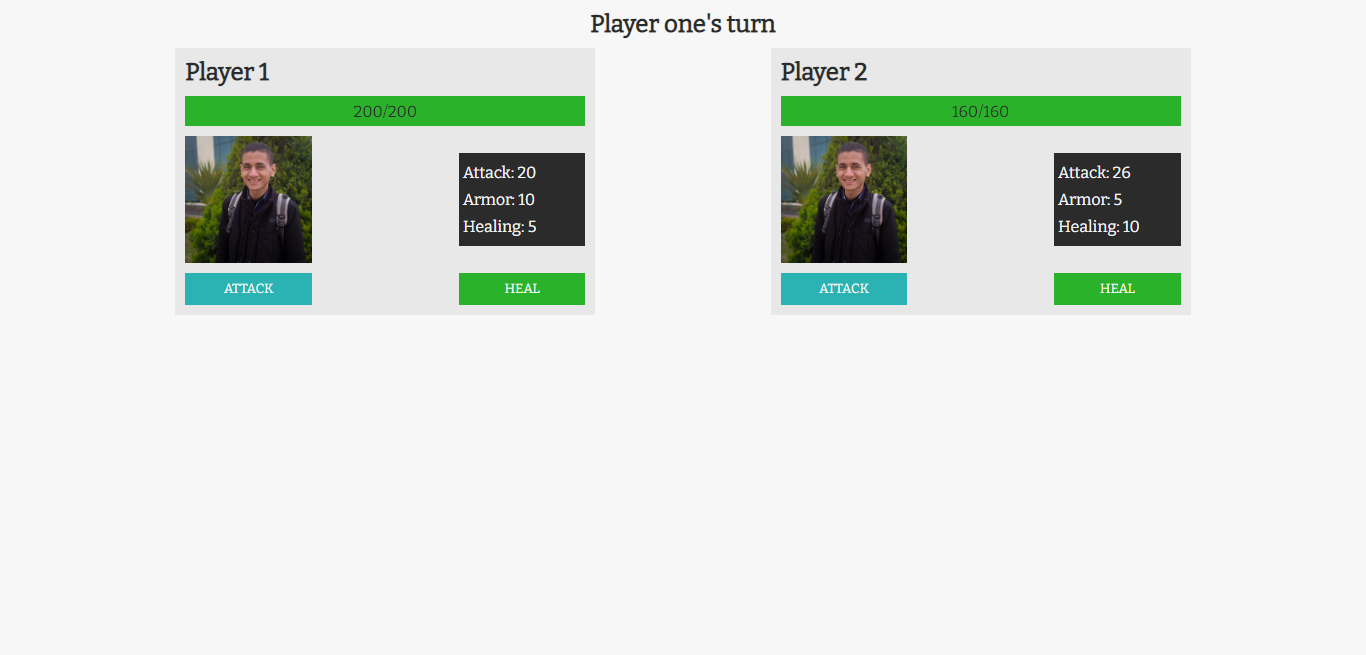 Player one's turn
Player 1
200/200
Attack: 20
Armor: 10
Healing: 5
ATTACK
HEAL
Player 2
160/160
Attack: 26
Armor: 5
Healing: 10
ATTACK
HEAL